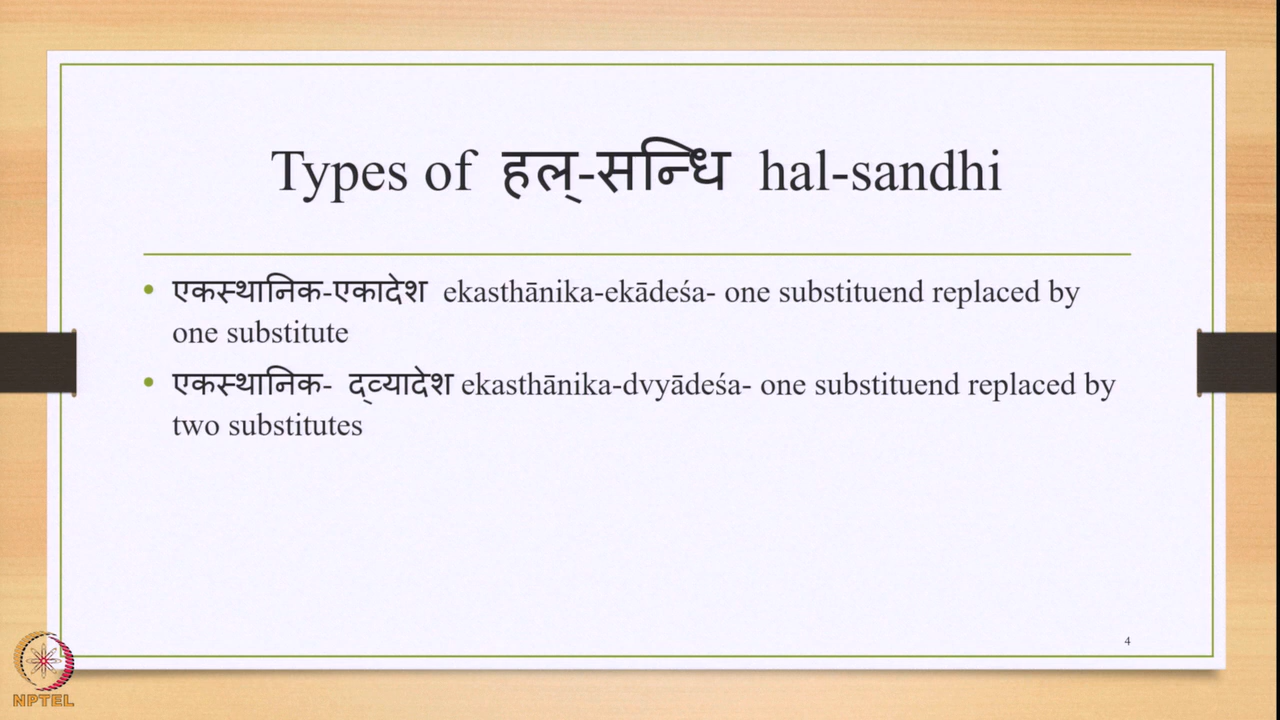 Types of हल्-सन्धि hal-sandhi
• एकस्थानिक-एकादेश ekasthānika-ekādeśa- one substituend replaced by
one substitute
• एकस्थानिक- द्व्यादेश ekasthānika-dvyādeśa- one substituend replaced by
two substitutes
4
NPTEL